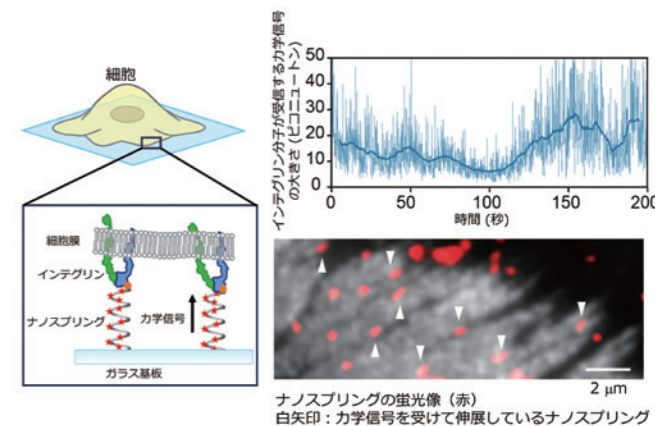 細胞
細胞膜
インテグリン
ナノスプリング
力学信号
ガラス基板
インテグリン分子が受信する力学信号
の大きさ (ピコニュートン)
50
40
30
20
10
0
0
50
100
150
200
時間 (秒)
2 μm
ナノスプリングの蛍光像（赤）
白矢印：力学信号を受けて伸展しているナノスプリング